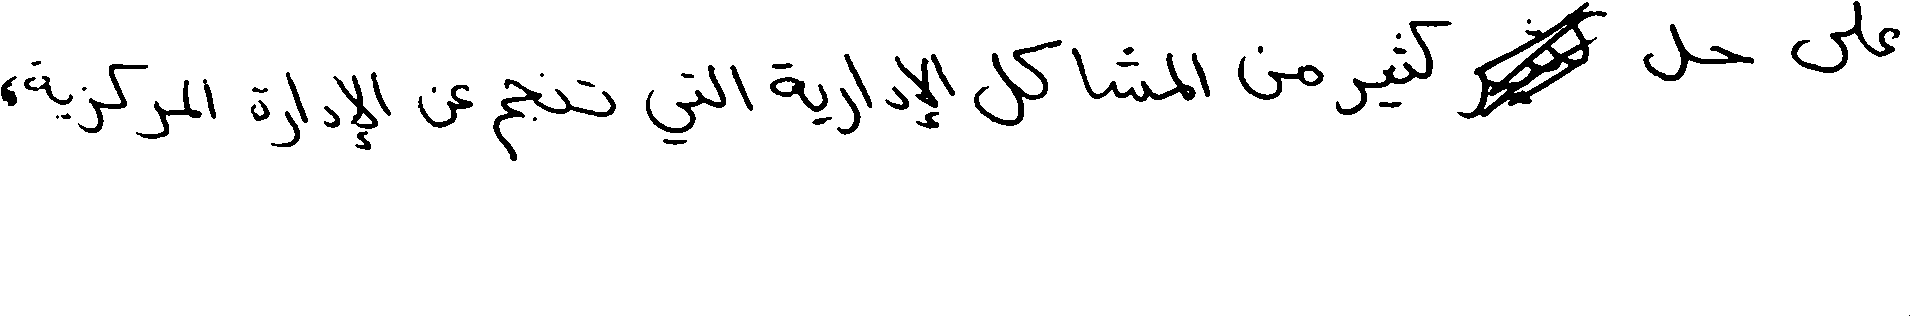 على حل كثير من المشاكل الإدارية التي تنجم عن الإدارة المركزية،